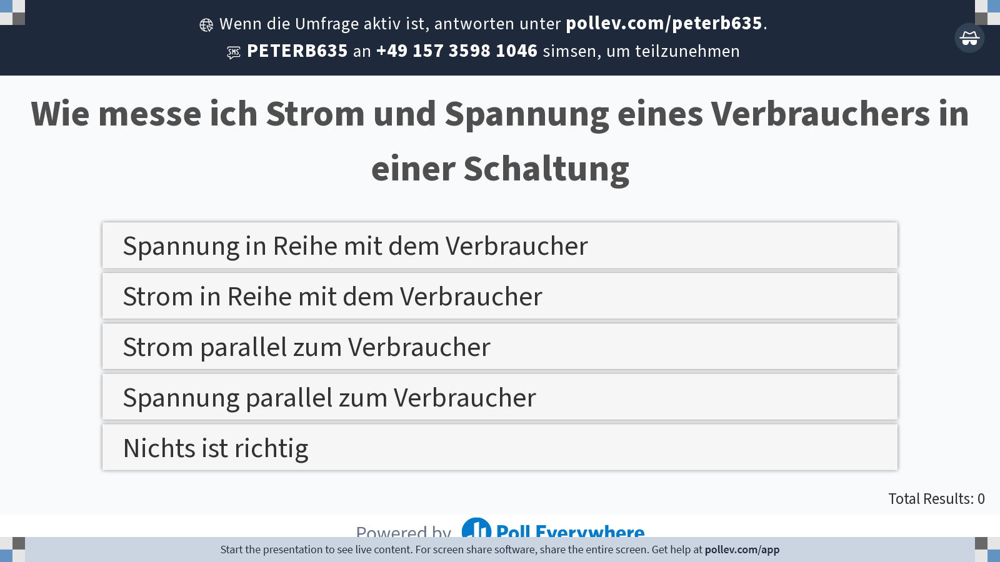 Wenn die Umfrage aktiv ist, antworten unter pollev.com/peterb635.
SMS PETERB635 an +49 157 3598 1046 simsen, um teilzunehmen
Wie messe ich Strom und Spannung eines Verbrauchers in
einer Schaltung
Spannung in Reihe mit dem Verbraucher
Strom in Reihe mit dem Verbraucher
Strom parallel zum Verbraucher
Spannung parallel zum Verbraucher
Nichts ist richtig
Total Results: 0
Powered by Poll Everywhere
Start the presentation to see live content. For screen share software, share the entire screen. Get help at pollev.com/app